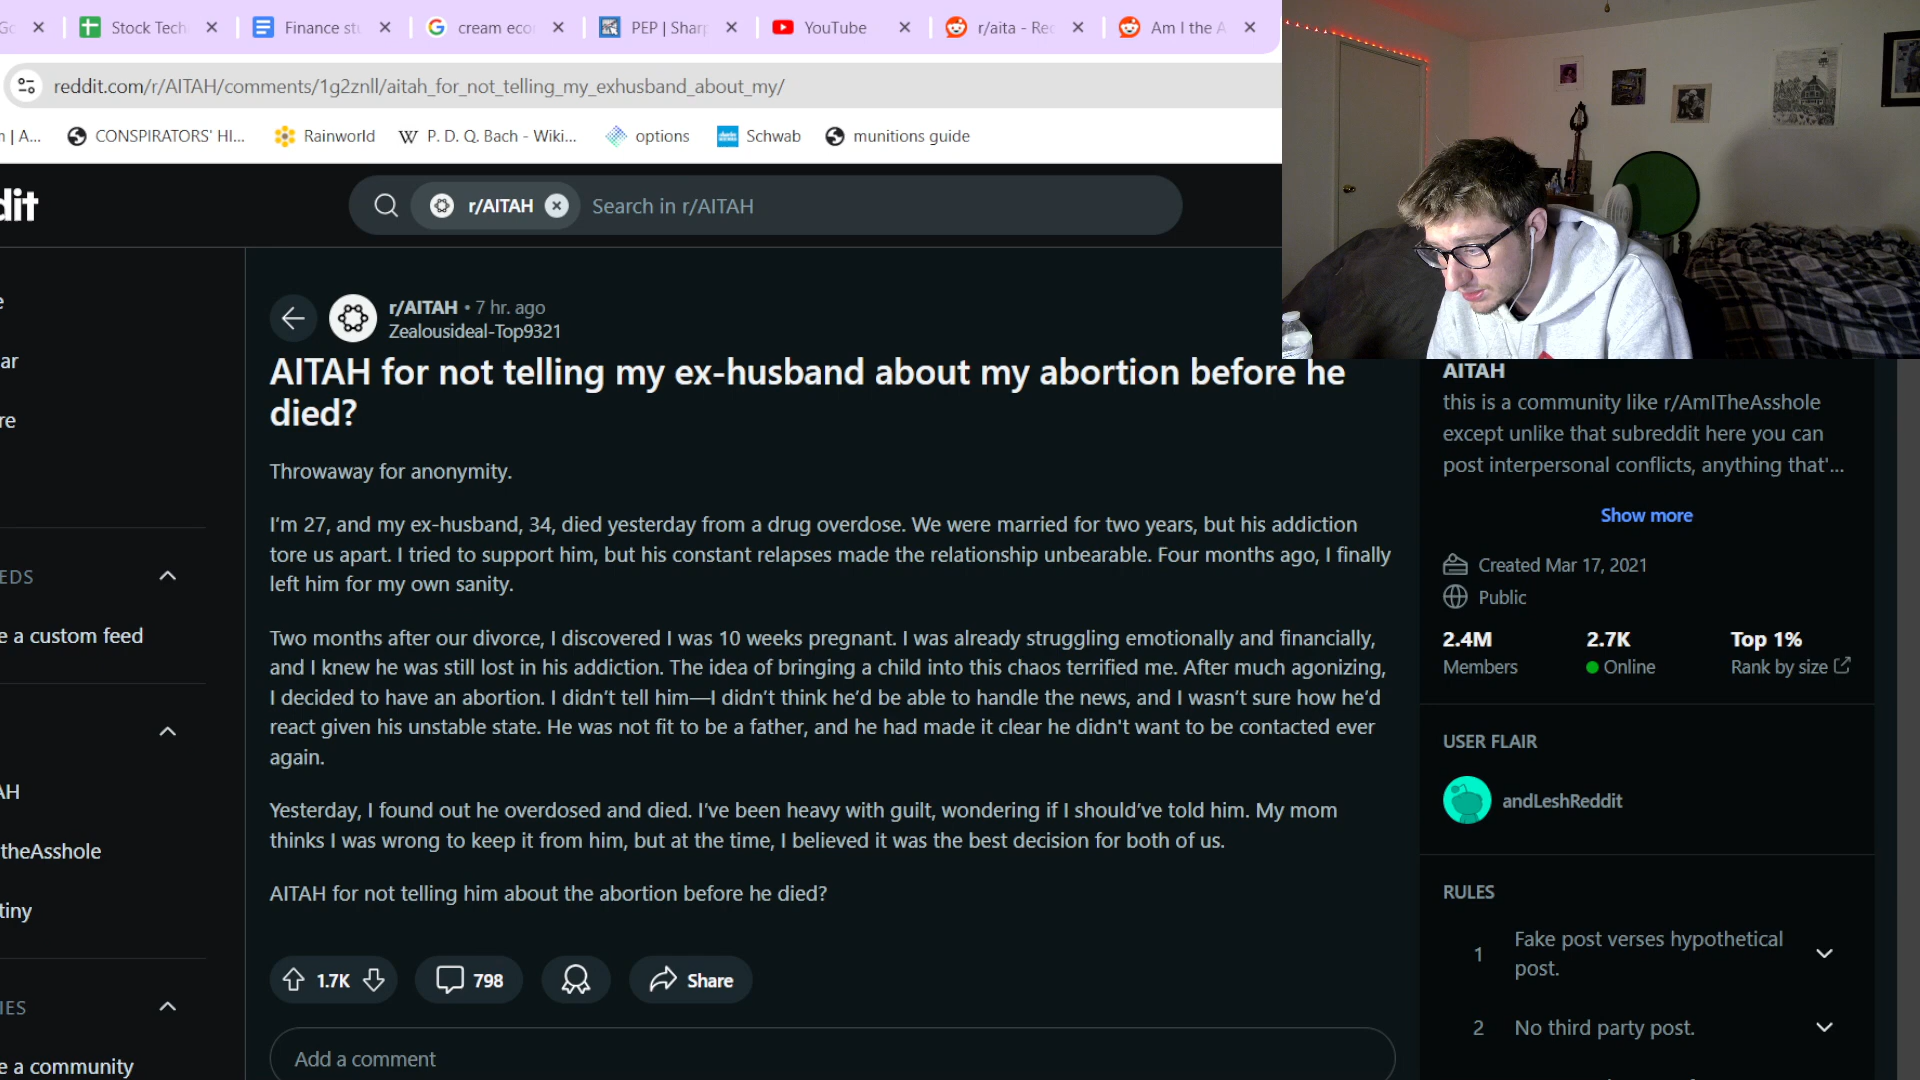 Stock Tech
Finance stu
cream eco
PEP | Sharp
YouTube
r/aita - Red
Am I the A
reddit.com/r/AITAH/comments/1g2znll/aitah_for_not_telling_my_exhusband_about_my/
n | A...
CONSPIRATORS' HI...
Rainworld
P. D. Q. Bach - Wiki...
options
Schwab
munitions guide
dit
r/AITAH
Search in r/AITAH
e
ar
re
EDS
e a custom feed
AH
theAsshole
tiny
IES
e a community
r/AITAH • 7 hr. ago
Zealousideal-Top9321
AITAH for not telling my ex-husband about my abortion before he
died?
Throwaway for anonymity.
I'm 27, and my ex-husband, 34, died yesterday from a drug overdose. We were married for two years, but his addiction
tore us apart. I tried to support him, but his constant relapses made the relationship unbearable. Four months ago, I finally
left him for my own sanity.
Two months after our divorce, I discovered I was 10 weeks pregnant. I was already struggling emotionally and financially,
and I knew he was still lost in his addiction. The idea of bringing a child into this chaos terrified me. After much agonizing,
I decided to have an abortion. I didn't tell him—I didn't think he'd be able to handle the news, and I wasn't sure how he'd
react given his unstable state. He was not fit to be a father, and he had made it clear he didn't want to be contacted ever
again.
Yesterday, I found out he overdosed and died. I've been heavy with guilt, wondering if I should've told him. My mom
thinks I was wrong to keep it from him, but at the time, I believed it was the best decision for both of us.
AITAH for not telling him about the abortion before he died?
1.7K
798
Share
Add a comment
AITAH
this is a community like r/AmITheAsshole
except unlike that subreddit here you can
post interpersonal conflicts, anything that'...
Show more
Created Mar 17, 2021
Public
2.4M
Members
2.7K
Online
Top 1%
Rank by size
USER FLAIR
andLeshReddit
RULES
1
Fake post verses hypothetical
post.
2
No third party post.